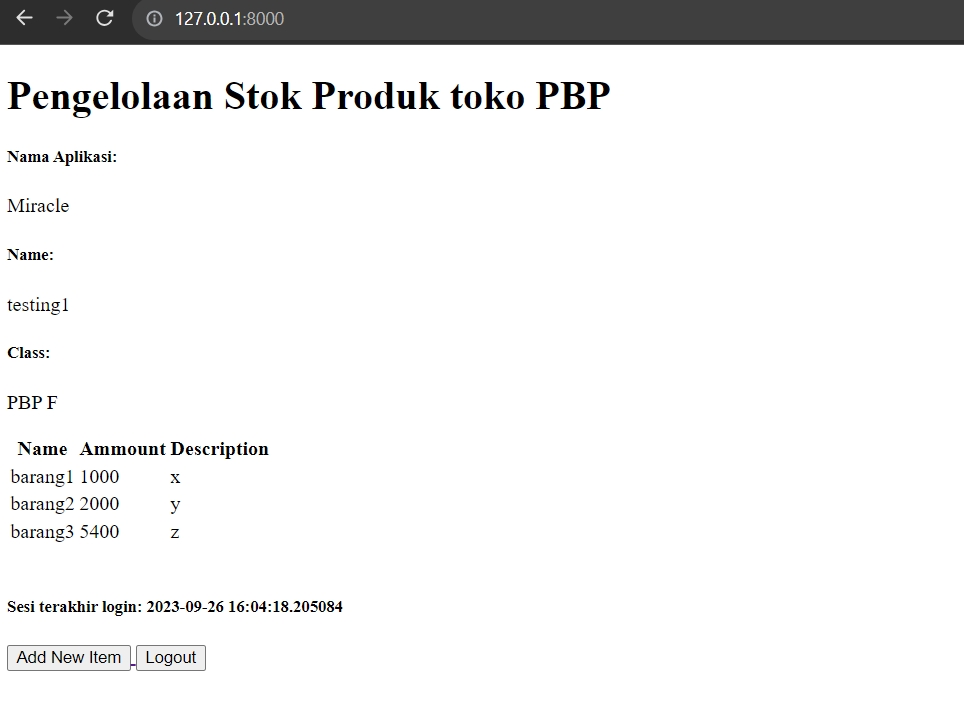 127.0.0.1:8000
Pengelolaan Stok Produk toko PBP
Nama Aplikasi:
Miracle
Name:
testing1
Class:
PBP F
Name Ammount Description
barang1 1000 x
barang2 2000 y
barang3 5400 z
Sesi terakhir login: 2023-09-26 16:04:18.205084
Add New Item Logout